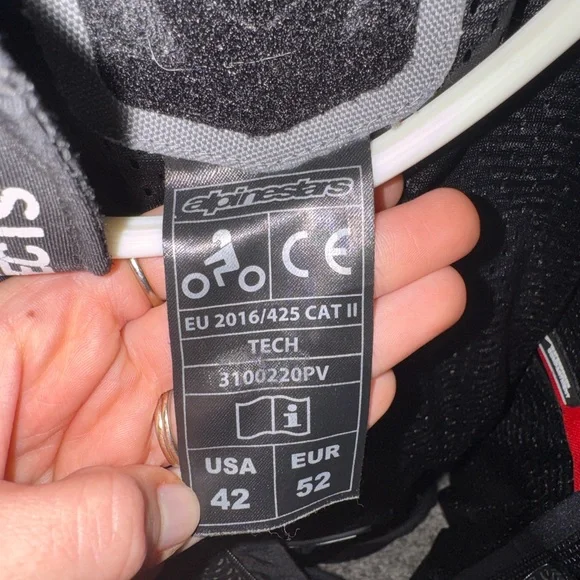 alpinestars
CE
EU 2016/425 CAT II
TECH
3100220PV
i
USA EUR
42 52